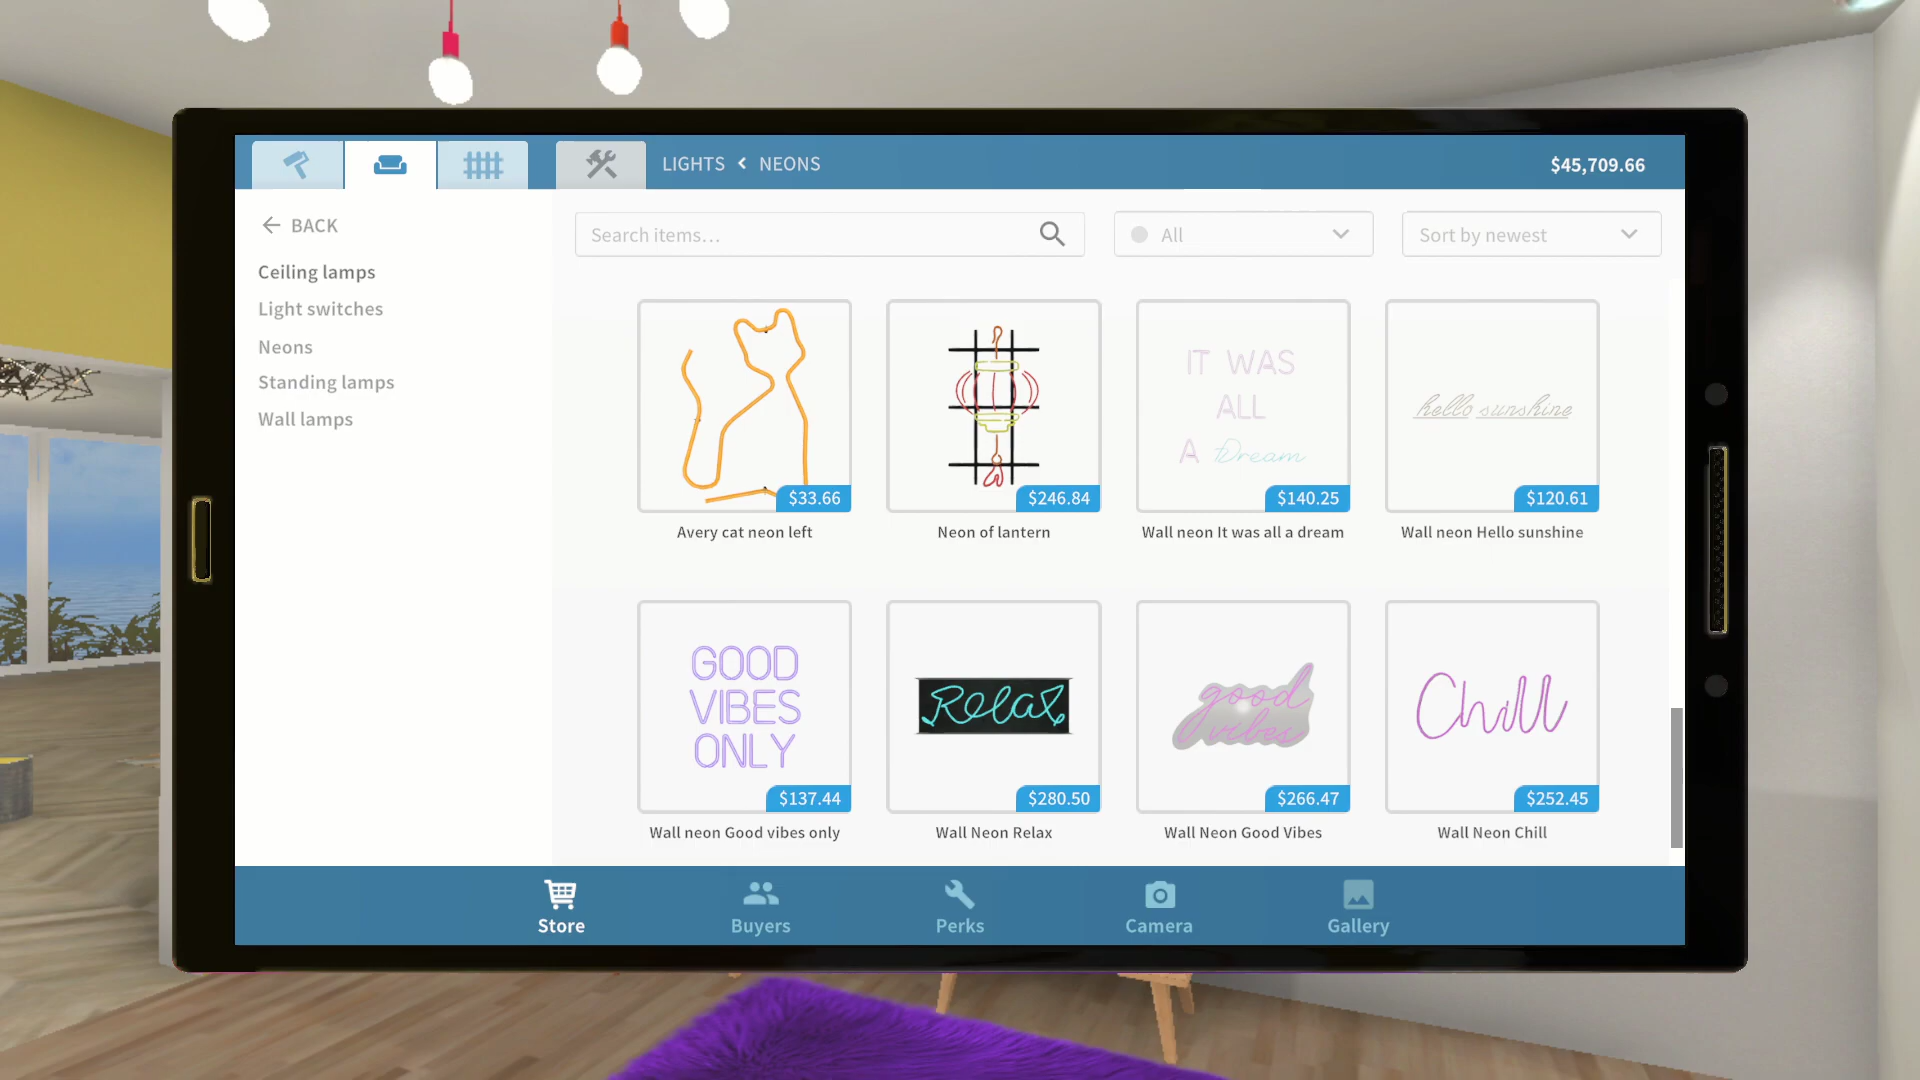 LIGHTS < NEONS
$45,709.66
BACK
Ceiling lamps
Light switches
Neons
Standing lamps
Wall lamps
Search items...
All
Sort by newest
$33.66
Avery cat neon left
$246.84
Neon of lantern
IT WAS
ALL
A Dream
$140.25
Wall neon It was all a dream
hello sunshine
$120.61
Wall neon Hello sunshine
GOOD
VIBES
ONLY
$137.44
Wall neon Good vibes only
Relax
$280.50
Wall Neon Relax
good
vibes
$266.47
Wall Neon Good Vibes
Chill
$252.45
Wall Neon Chill
Store
Buyers
Perks
Camera
Gallery